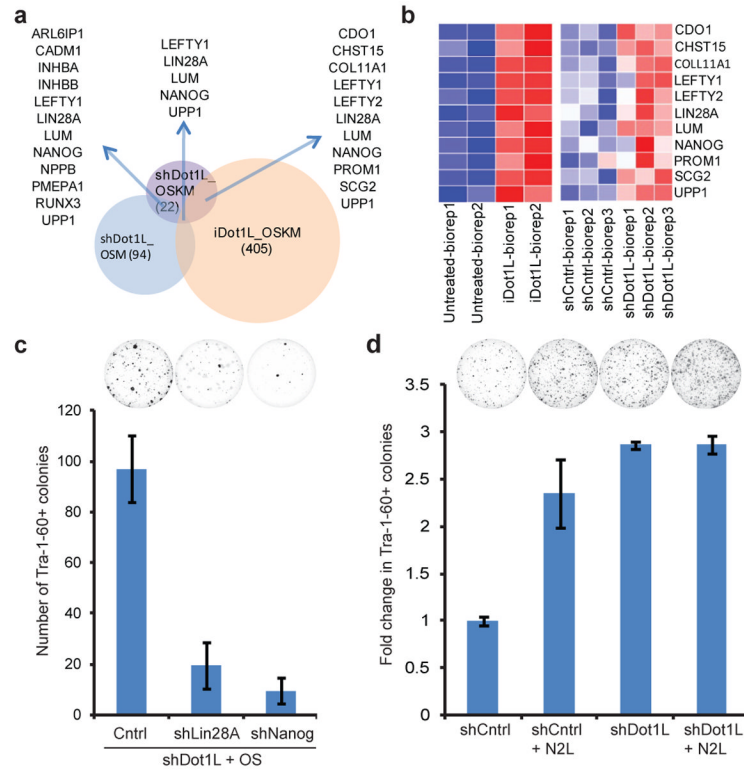 a
ARL6IP1
CADM1
INHBA
INHBB
LEFTY1
LIN28A
LUM
NANOG
NPPB
PMEPA1
RUNX3
UPP1
LEFTY1
LIN28A
LUM
NANOG
UPP1
CDO1
CHST15
COL11A1
LEFTY1
LEFTY2
LIN28A
LUM
NANOG
PROM1
SCG2
UPP1
shDot1L_
OSKM
(22)
shDot1L_
OSM (94)
iDot1L_OSKM
(405)
b
CDO1
CHST15
COLL11A1
LEFTY1
LEFTY2
LIN28A
LUM
NANOG
PROM1
SCG2
UPP1
Untreated-biorep1
Untreated-biorep2
iDot1L-biorep1
iDot1L-biorep2
shCntrl-biorep1
shCntrl-biorep2
shCntrl-biorep3
shDot1L-biorep1
shDot1L-biorep2
shDot1L-biorep3
c
Number of Tra-1-60+ colonies
120
100
80
60
40
20
0
Cntrl
shLin28A
shNanog
shDot1L + OS
d
Fold change in Tra-1-60+ colonies
3.5
3
2.5
2
1.5
1
0.5
0
shCntrl
shCntrl
+ N2L
shDot1L
shDot1L
+ N2L